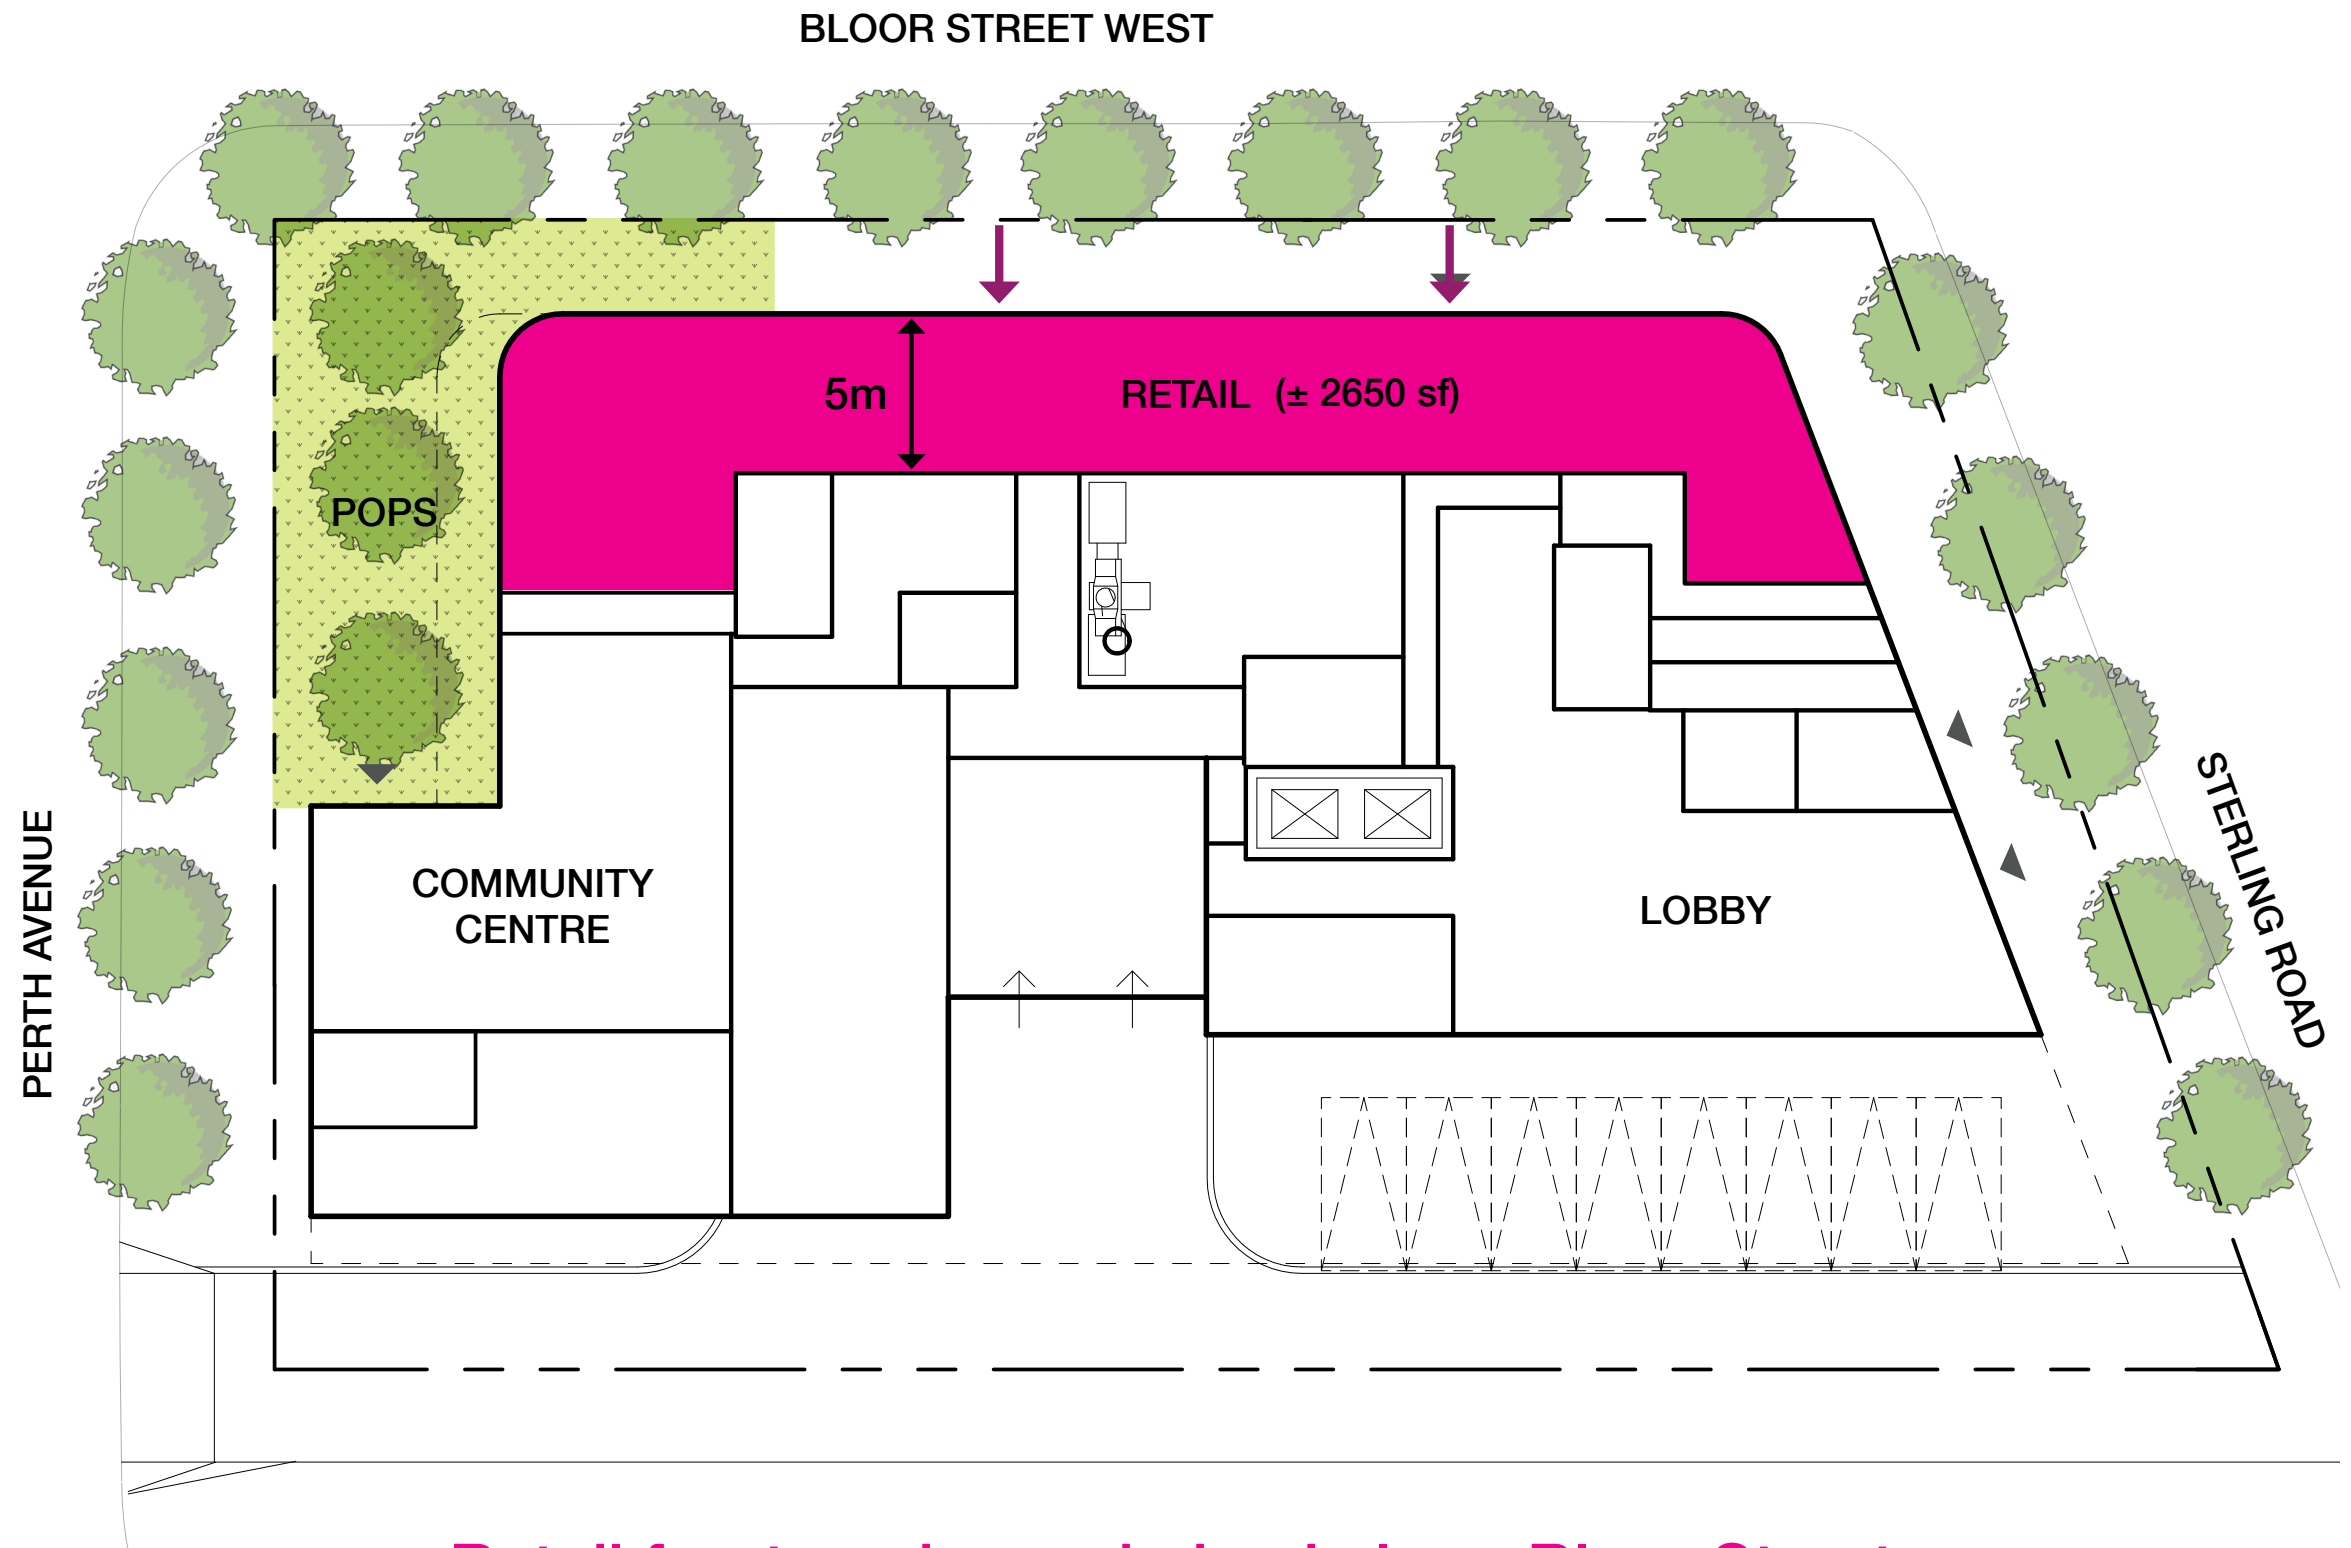 BLOOR STREET WEST
5m
RETAIL (± 2650 sf)
POPS
COMMUNITY
CENTRE
LOBBY
PERTH AVENUE
STERLING ROAD